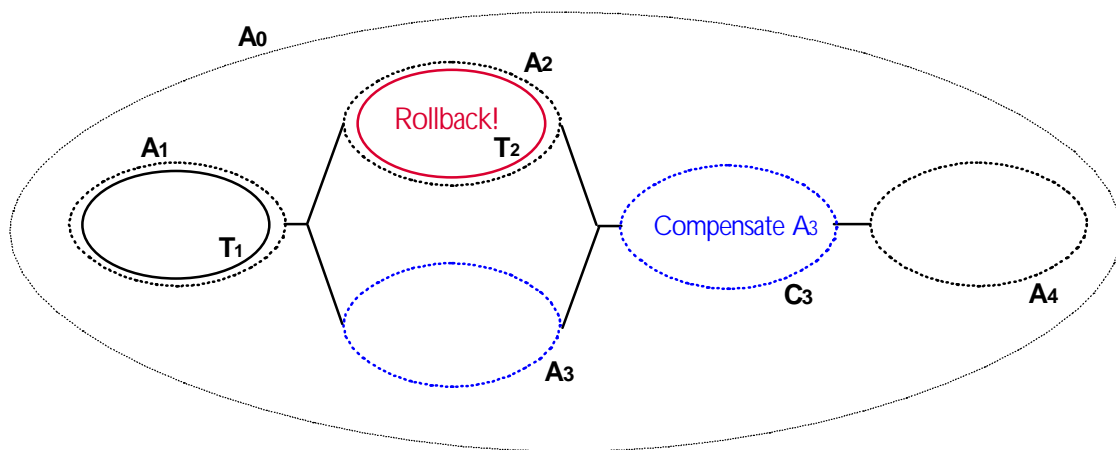 A0
A1
T1
A2
Rollback!
T2
A3
Compensate A3
C3
A4